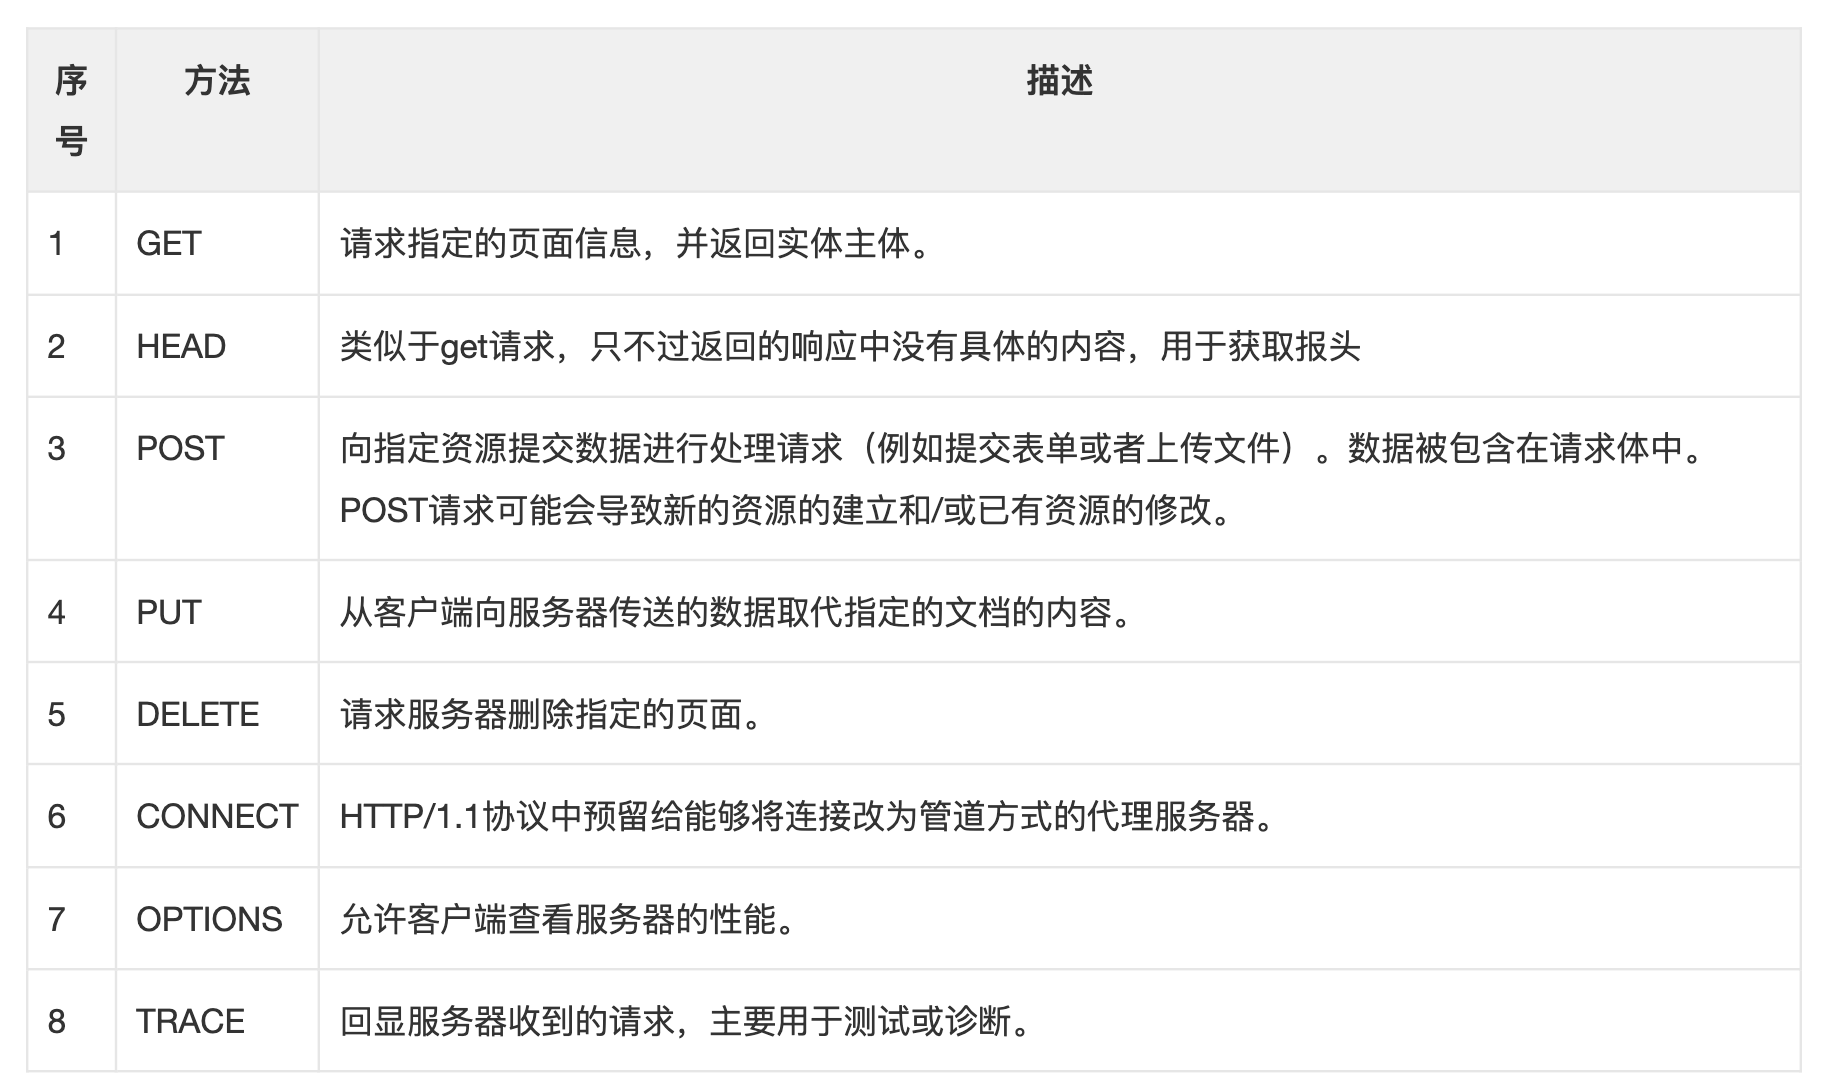 序号 方法 描述
1 GET 请求指定的页面信息，并返回实体主体。
2 HEAD 类似于get请求，只不过返回的响应中没有具体的内容，用于获取报头
3 POST 向指定资源提交数据进行处理请求（例如提交表单或者上传文件）。数据被包含在请求体中。
POST请求可能会导致新的资源的建立和/或已有资源的修改。
4 PUT 从客户端向服务器传送的数据取代指定的文档的内容。
5 DELETE 请求服务器删除指定的页面。
6 CONNECT HTTP/1.1协议中预留给能够将连接改为管道方式的代理服务器。
7 OPTIONS 允许客户端查看服务器的性能。
8 TRACE 回显服务器收到的请求，主要用于测试或诊断。